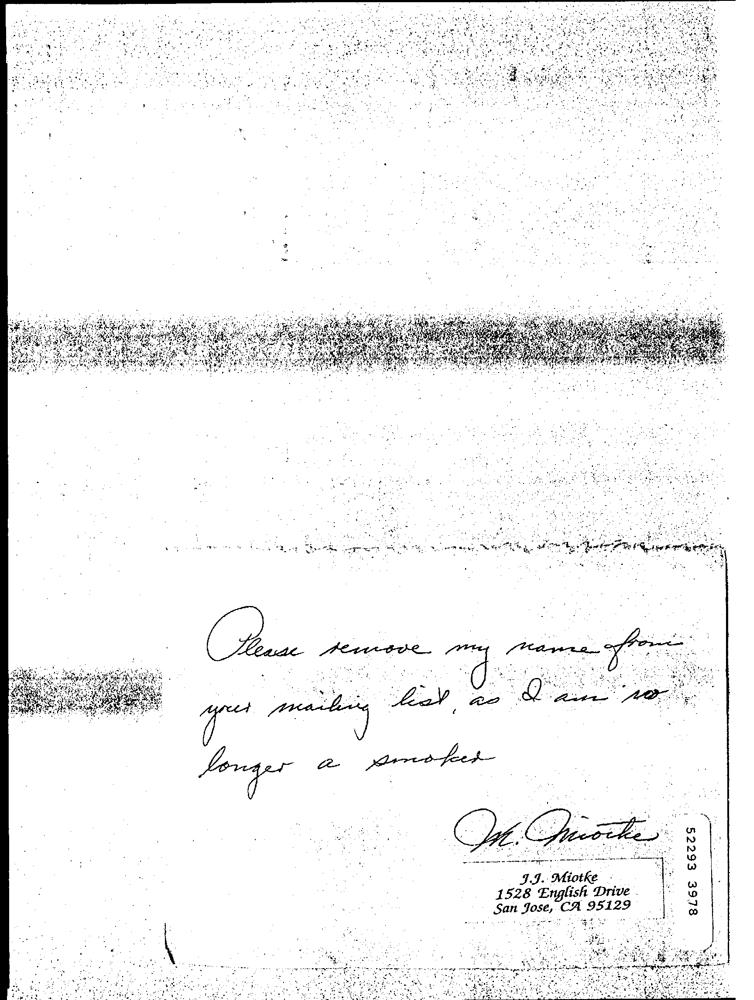 Please remove my name from
your mailing list, as I am no
longer a smoker
M. Miotke
J.J. Miotke
1528 English Drive
San Jose, CA 95129
52293 3978